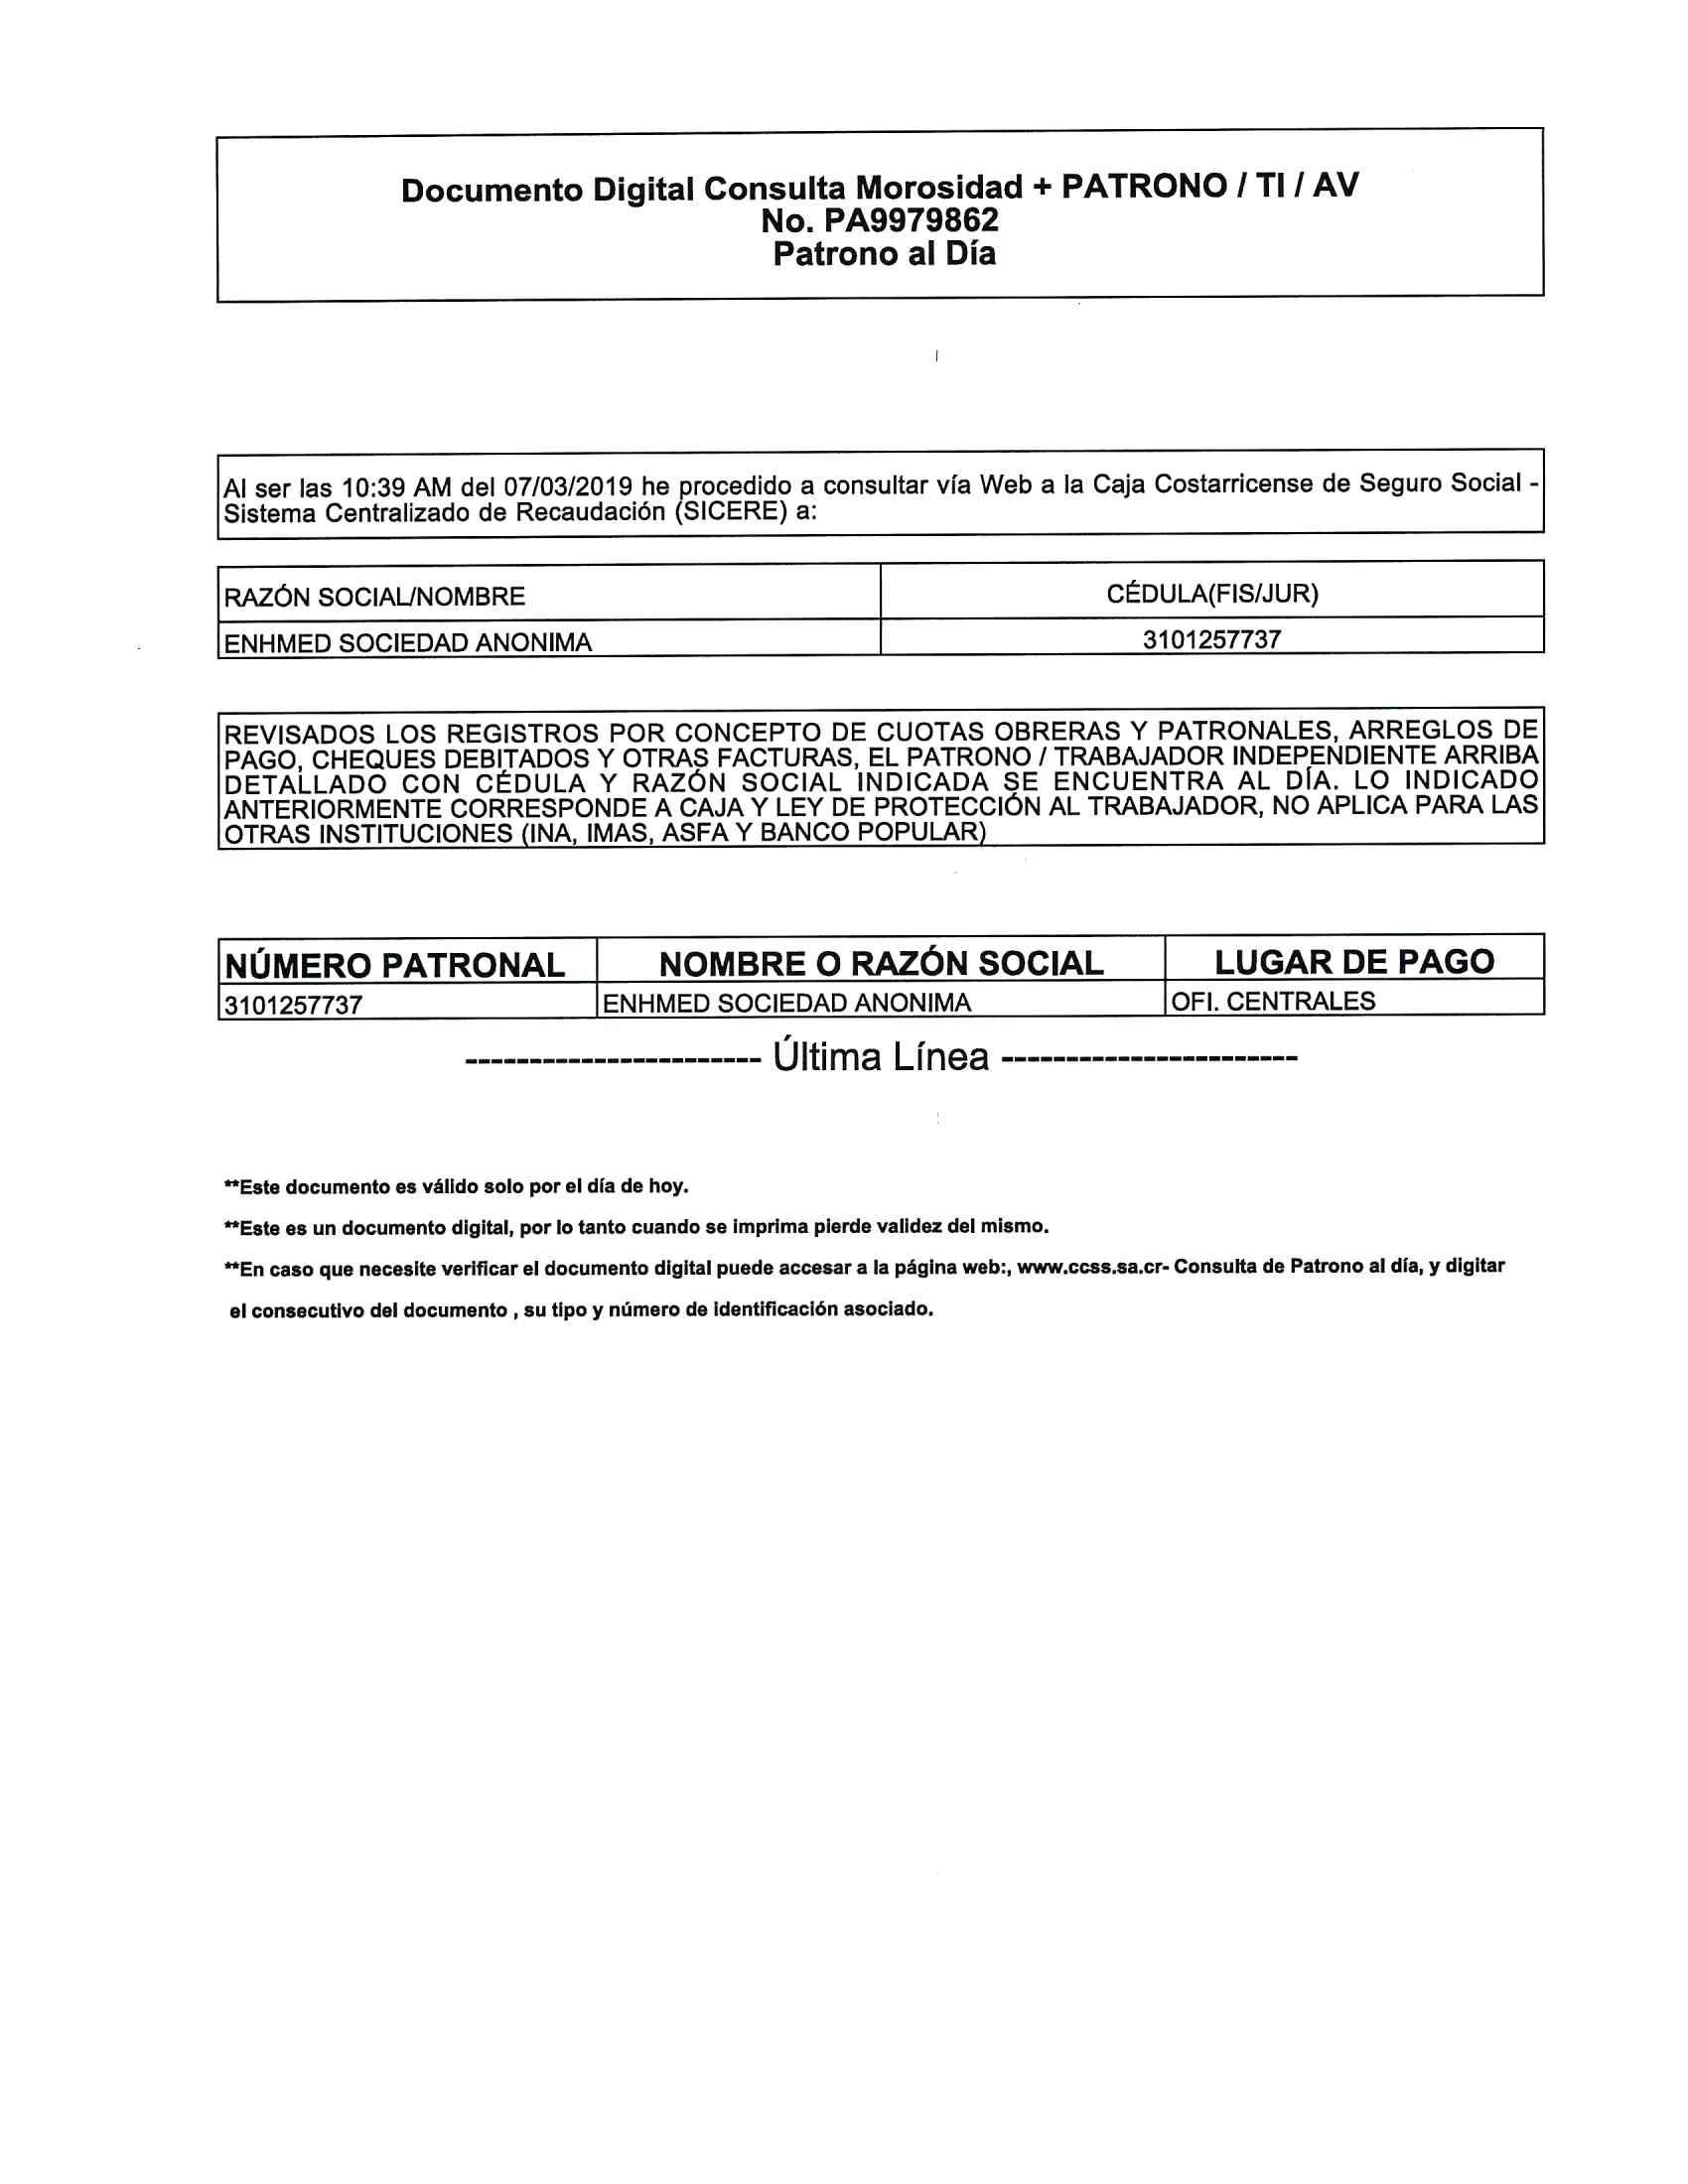 Documento Digital Consulta Morosidad + PATRONO / TI / AV
No. PA9979862
Patrono al Día
Al ser las 10:39 AM del 07/03/2019 he procedido a consultar vía Web a la Caja Costarricense de Seguro Social -
Sistema Centralizado de Recaudación (SICERE) a:
RAZÓN SOCIAL/NOMBRE CÉDULA(FIS/JUR)
ENHMED SOCIEDAD ANONIMA 3101257737
REVISADOS LOS REGISTROS POR CONCEPTO DE CUOTAS OBRERAS Y PATRONALES, ARREGLOS DE
PAGO, CHEQUES DEBITADOS Y OTRAS FACTURAS, EL PATRONO / TRABAJADOR INDEPENDIENTE ARRIBA
DETALLADO CON CÉDULA Y RAZÓN SOCIAL INDICADA SE ENCUENTRA AL DÍA. LO INDICADO
ANTERIORMENTE CORRESPONDE A CAJA Y LEY DE PROTECCIÓN AL TRABAJADOR, NO APLICA PARA LAS
OTRAS INSTITUCIONES (INA, IMAS, ASFA Y BANCO POPULAR)
NÚMERO PATRONAL NOMBRE O RAZÓN SOCIAL LUGAR DE PAGO
3101257737 ENHMED SOCIEDAD ANONIMA OFI. CENTRALES
----------------------- Última Línea -----------------------
**Este documento es válido solo por el día de hoy.
**Este es un documento digital, por lo tanto cuando se imprima pierde validez del mismo.
**En caso que necesite verificar el documento digital puede accesar a la página web:, www.ccss.sa.cr- Consulta de Patrono al día, y digitar
el consecutivo del documento , su tipo y número de identificación asociado.